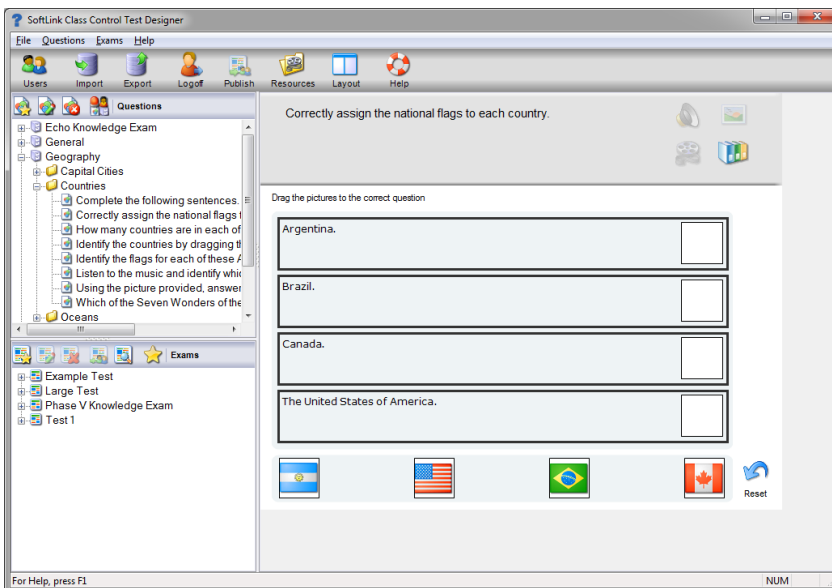 SoftLink Class Control Test Designer
File Questions Exams Help
Users Import Export Logoff Publish Resources Layout Help
Questions
Echo Knowledge Exam
General
Geography
Capital Cities
Countries
Complete the following sentences.
Correctly assign the national flags t
How many countries are in each of
Identify the countries by dragging th
Identify the flags for each of these A
Listen to the music and identify whic
Using the picture provided, answer
Which of the Seven Wonders of the
Oceans
Exams
Example Test
Large Test
Phase V Knowledge Exam
Test 1
Correctly assign the national flags to each country.
Drag the pictures to the correct question
Argentina.
Brazil.
Canada.
The United States of America.
Reset
For Help, press F1
NUM